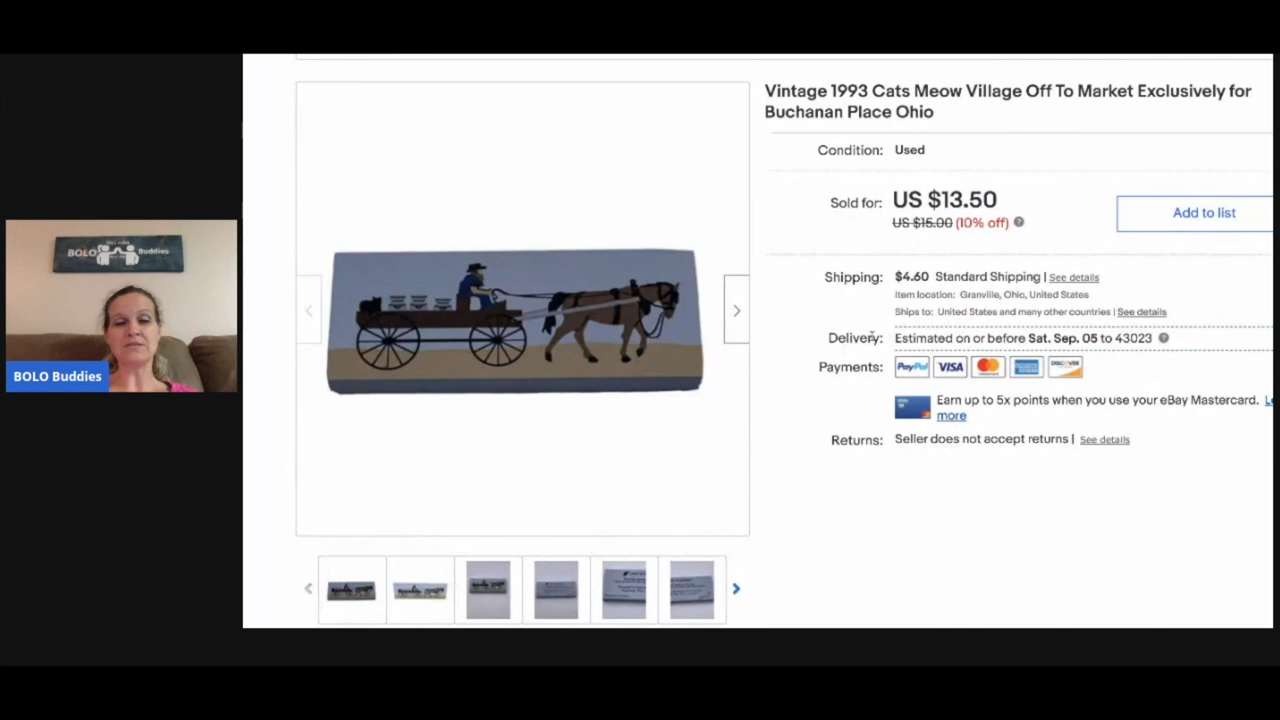 BOLO Buddies
BOLO Buddies
Vintage 1993 Cats Meow Village Off To Market Exclusively for
Buchanan Place Ohio
Condition: Used
Sold for: US $13.50
US $15.00 (10% off)
Add to list
Shipping: $4.60 Standard Shipping | See details
Item location: Granville, Ohio, United States
Ships to: United States and many other countries | See details
Delivery: Estimated on or before Sat. Sep. 05 to 43023
Payments: PayPal VISA DISCOVER
Earn up to 5x points when you use your eBay Mastercard. Le
more
Returns: Seller does not accept returns | See details